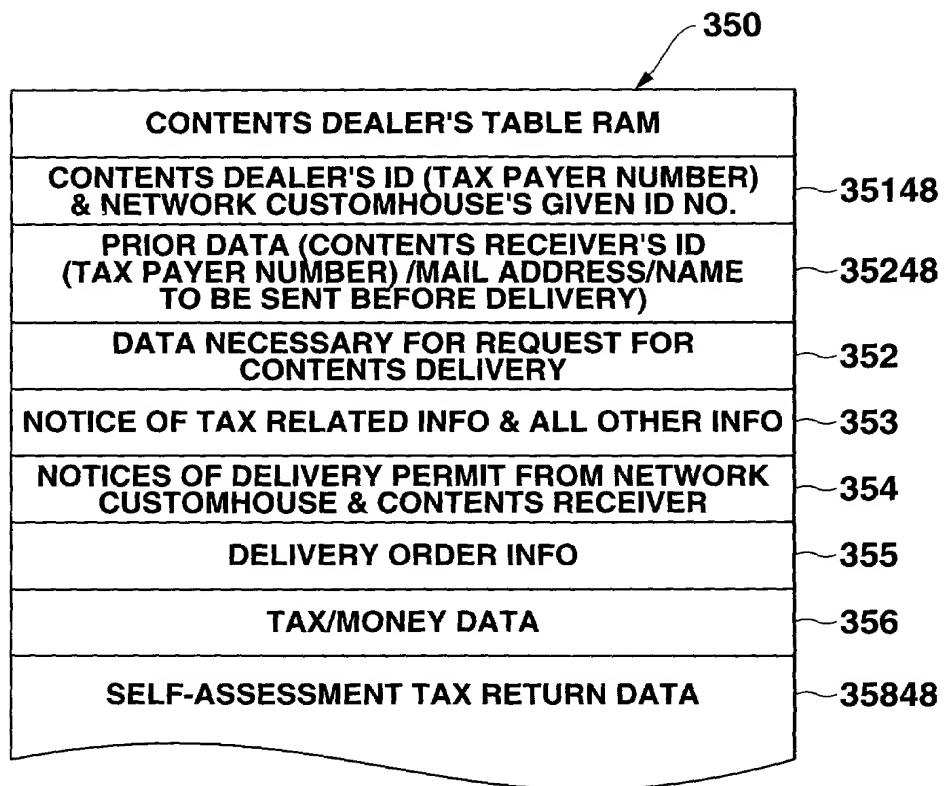 350
CONTENTS DEALER'S TABLE RAM
CONTENTS DEALER'S ID (TAX PAYER NUMBER)
& NETWORK CUSTOMHOUSE'S GIVEN ID NO.
35148
PRIOR DATA (CONTENTS RECEIVER'S ID
(TAX PAYER NUMBER) /MAIL ADDRESS/NAME
TO BE SENT BEFORE DELIVERY)
35248
DATA NECESSARY FOR REQUEST FOR
CONTENTS DELIVERY
352
NOTICE OF TAX RELATED INFO & ALL OTHER INFO
353
NOTICES OF DELIVERY PERMIT FROM NETWORK
CUSTOMHOUSE & CONTENTS RECEIVER
354
DELIVERY ORDER INFO
355
TAX/MONEY DATA
356
SELF-ASSESSMENT TAX RETURN DATA
35848